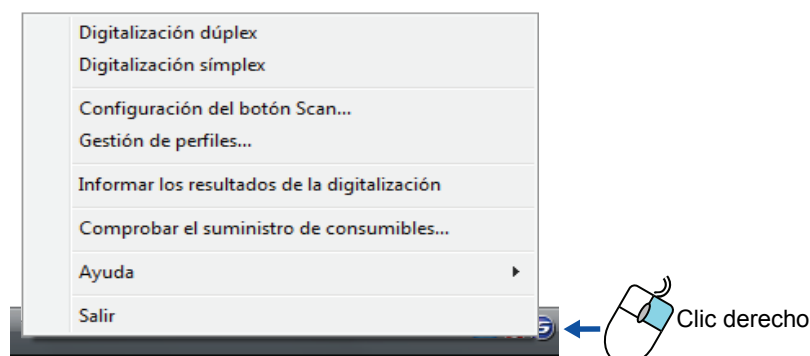 Digitalización dúplex
Digitalización símplex
Configuración del botón Scan...
Gestión de perfiles...
Informar los resultados de la digitalización
Comprobar el suministro de consumibles...
Ayuda
Salir
Clic derecho